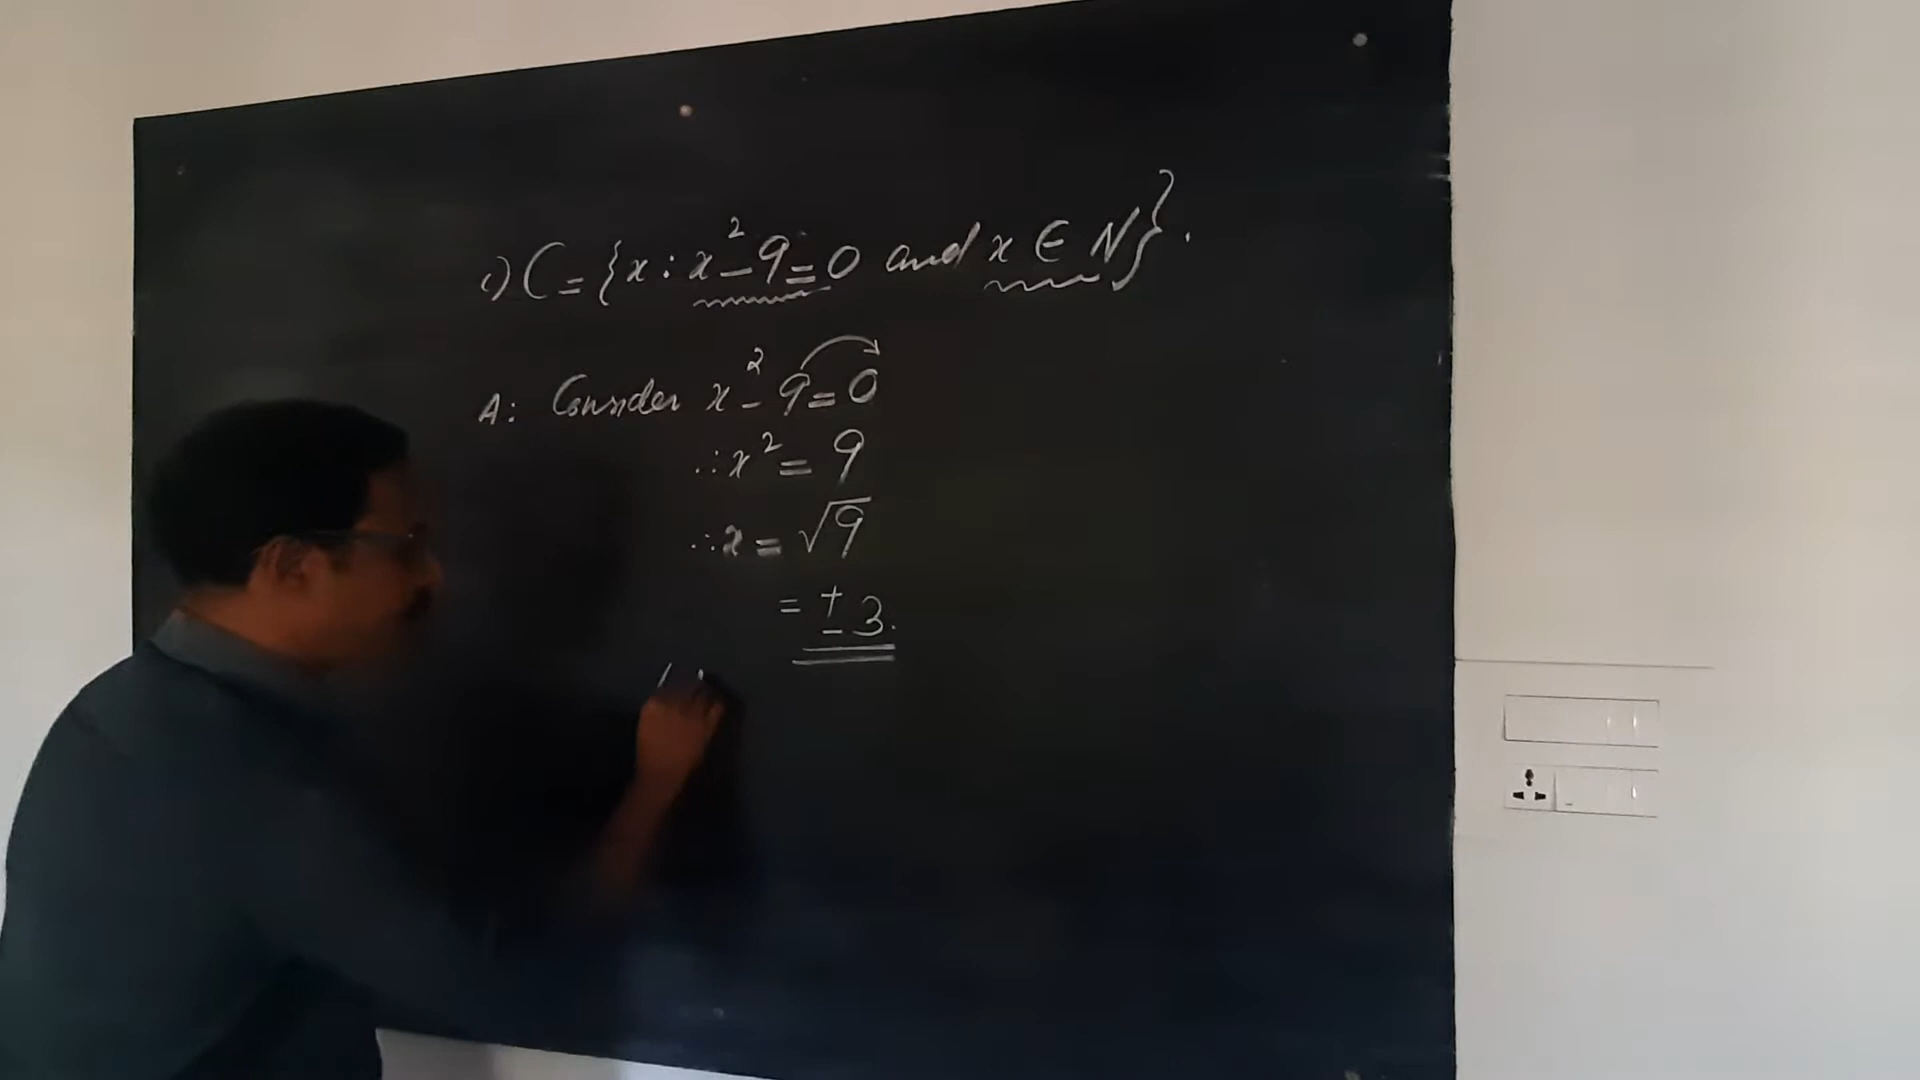 c) C = {x : x² - 9 = 0 and x ∈ N}.
A: Consider x² - 9 = 0
∴ x² = 9
∴ x = √9
= ± 3.